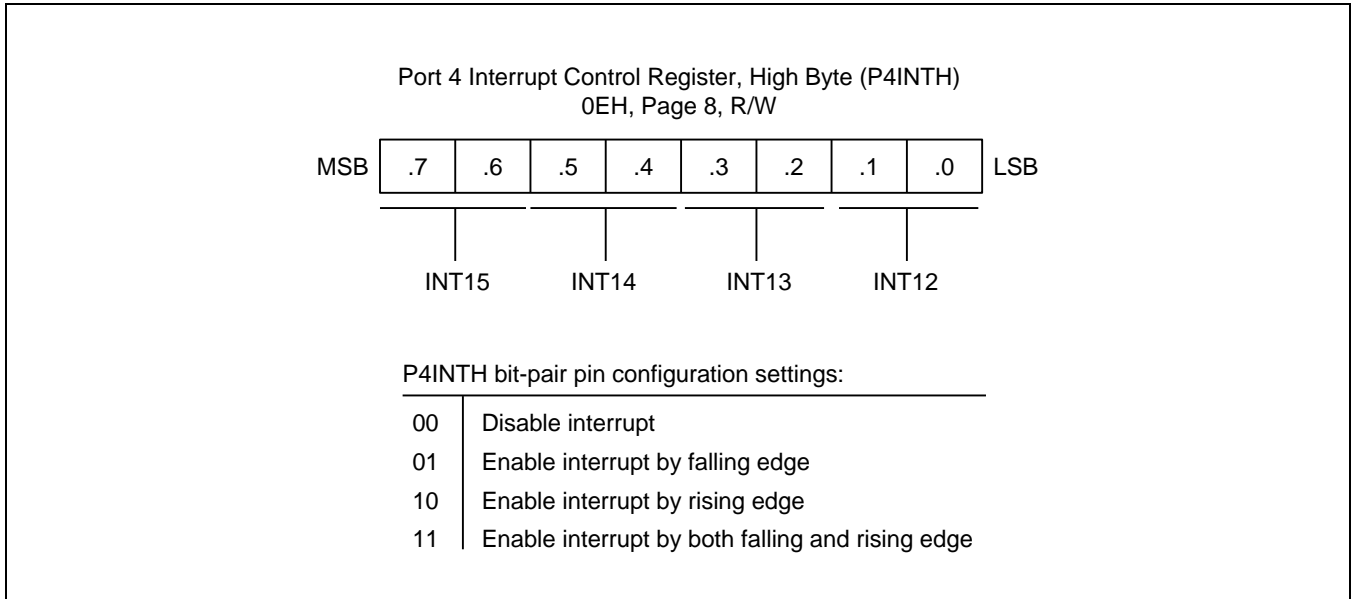 Port 4 Interrupt Control Register, High Byte (P4INTH)
0EH, Page 8, R/W
MSB .7 .6 .5 .4 .3 .2 .1 .0 LSB
INT15 INT14 INT13 INT12
P4INTH bit-pair pin configuration settings:
00 Disable interrupt
01 Enable interrupt by falling edge
10 Enable interrupt by rising edge
11 Enable interrupt by both falling and rising edge